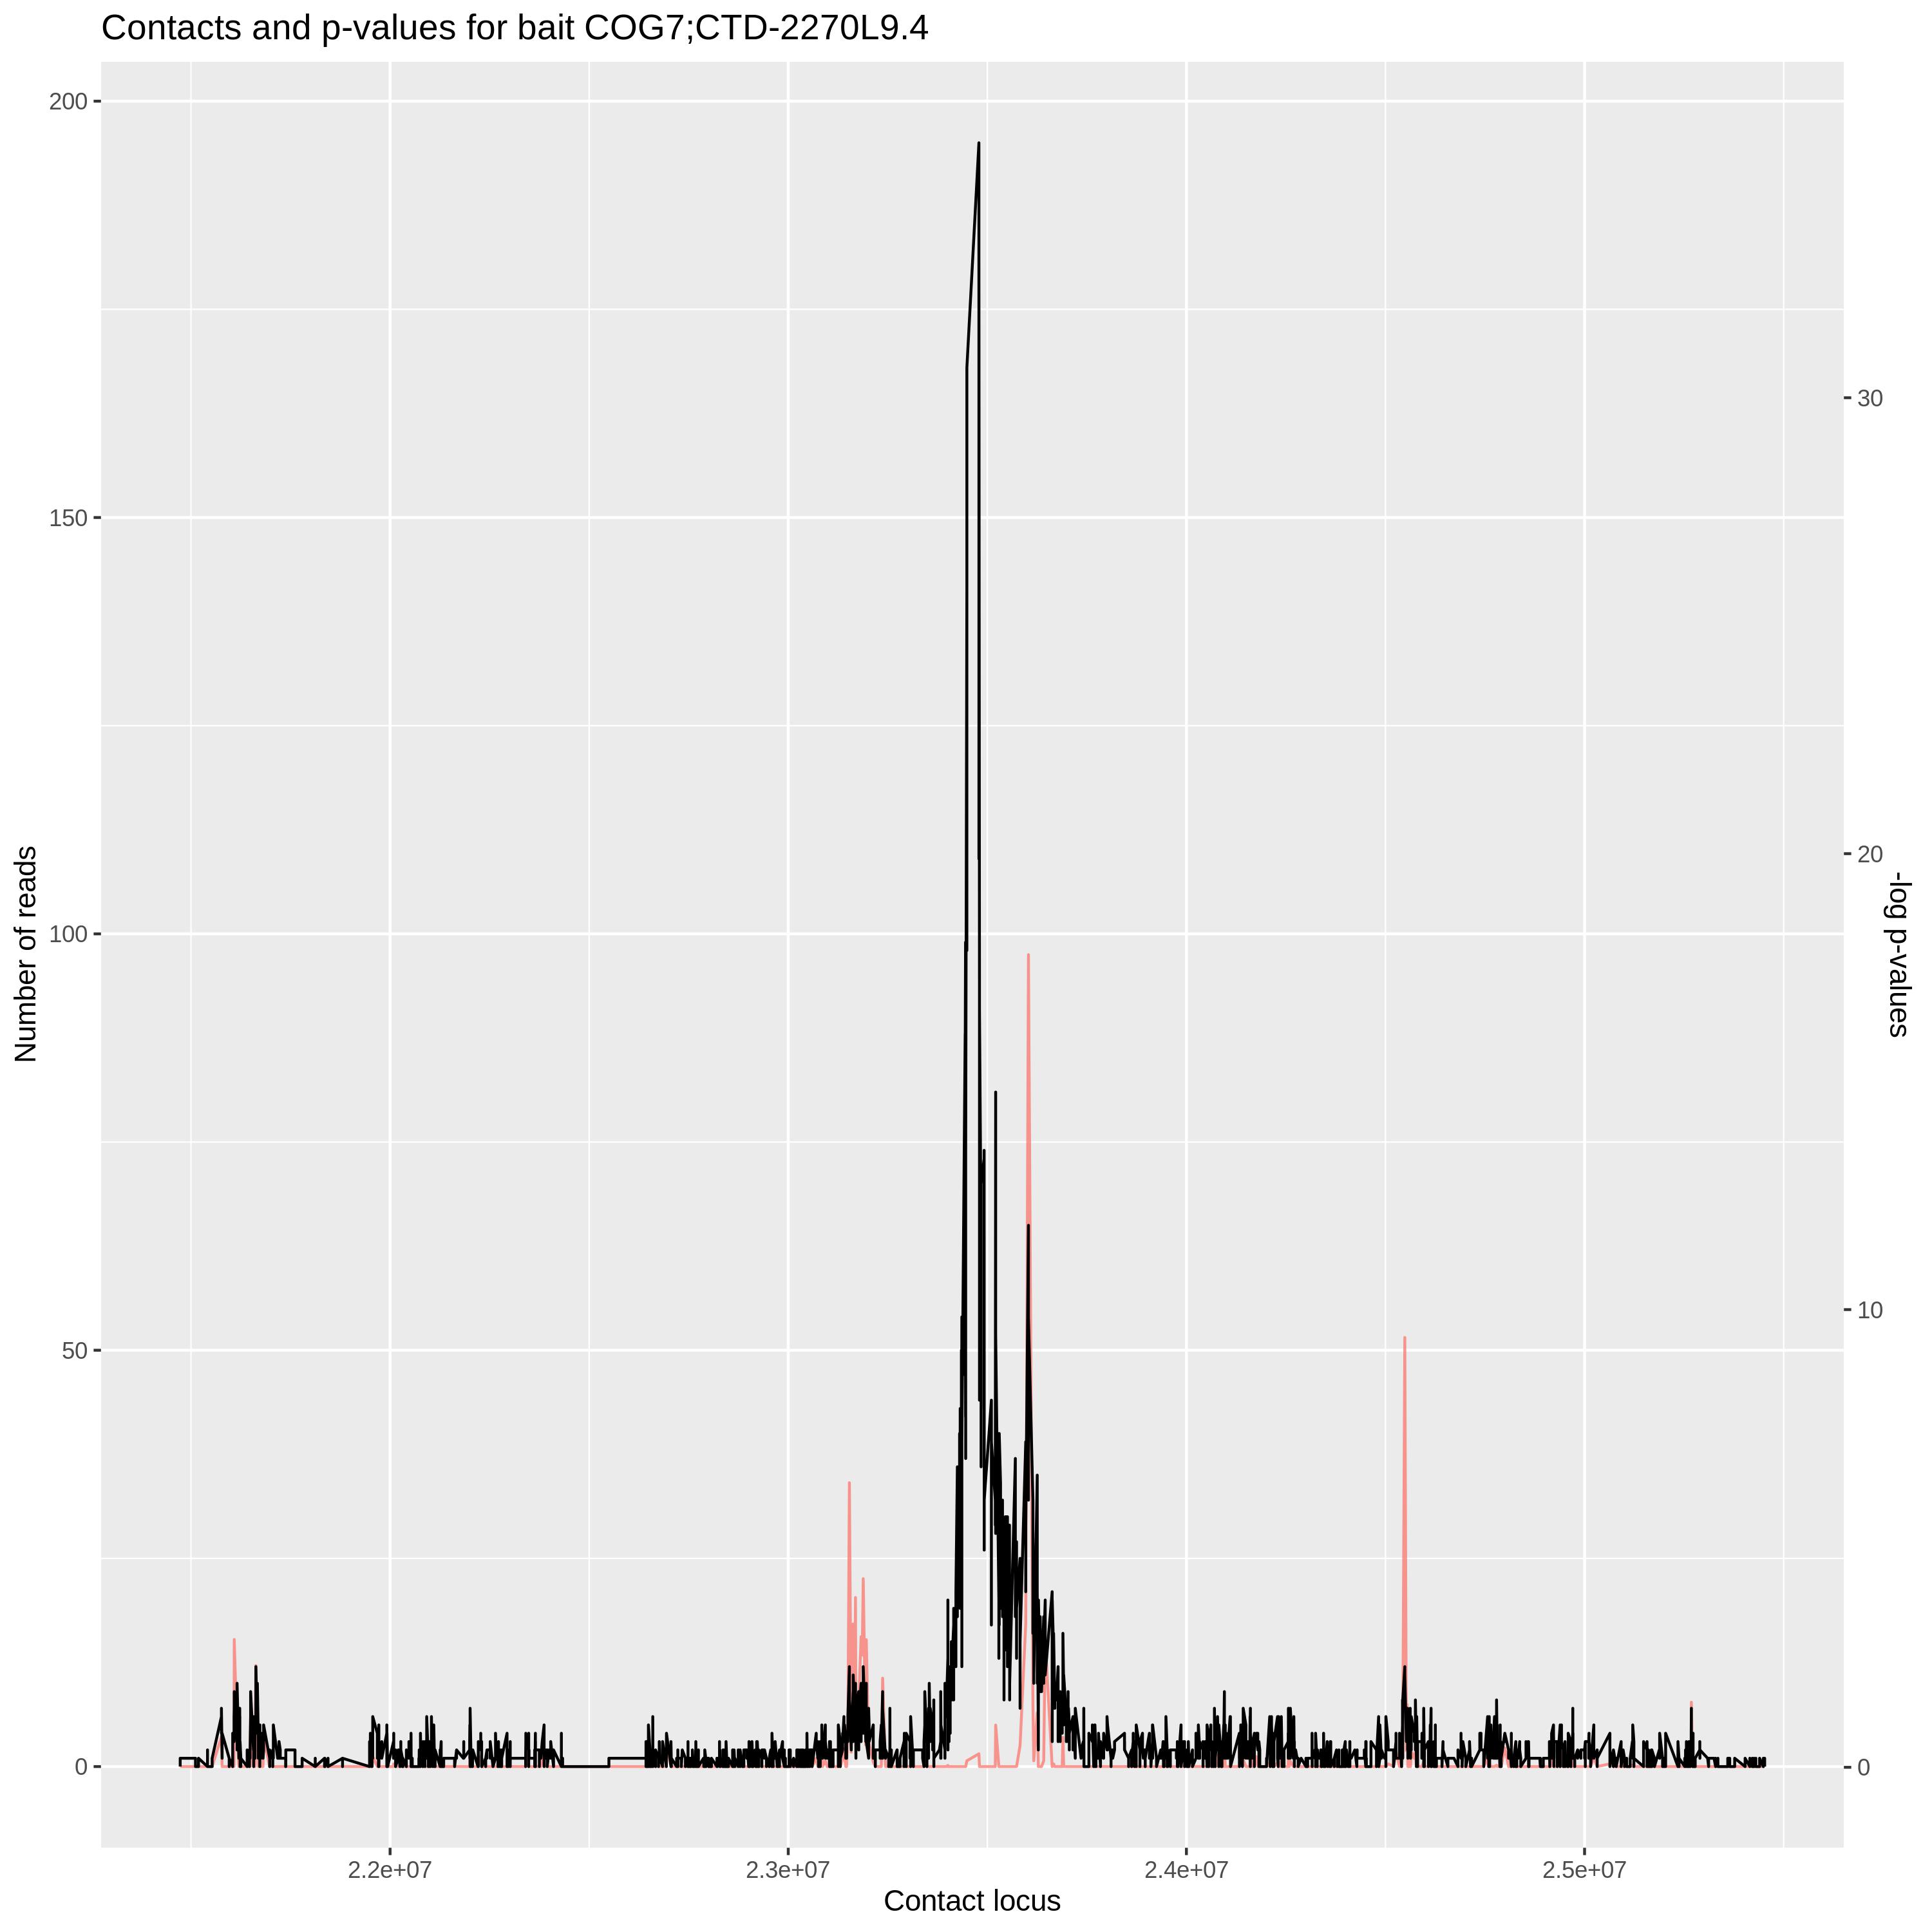 Contacts and p-values for bait COG7;CTD-2270L9.4
200
150
100
50
0
Number of reads
30
20
10
0
-log p-values
2.2e+07
2.3e+07
2.4e+07
2.5e+07
Contact locus